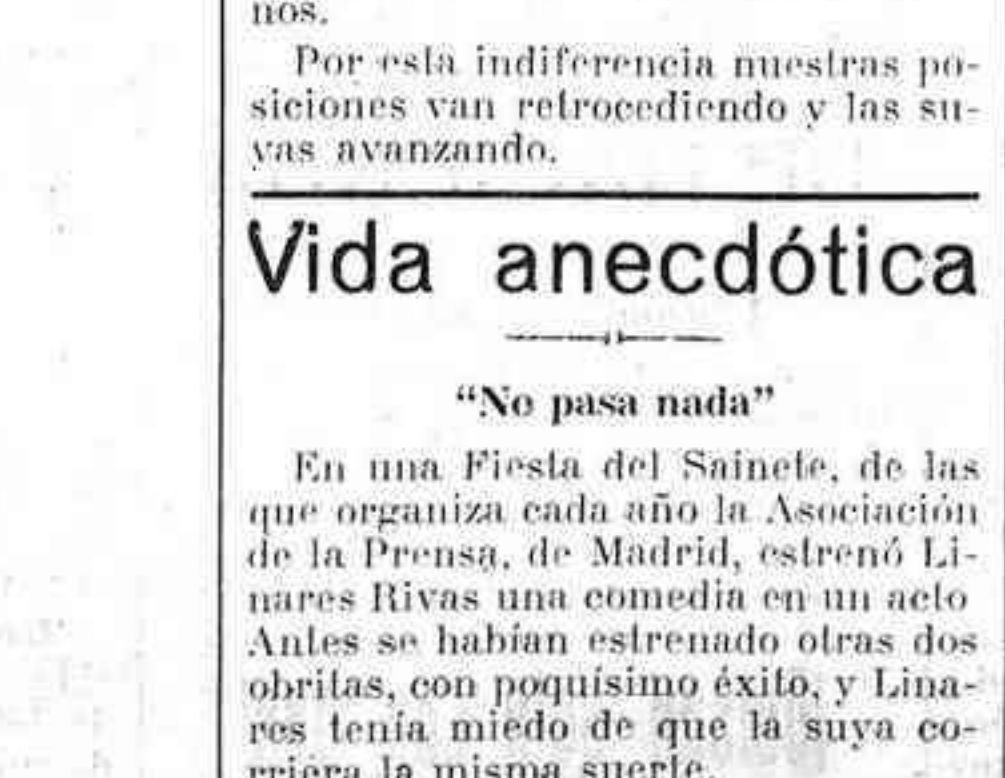 nos.
Por esta indiferencia nuestras po-
siciones van retrocediendo y las su-
yas avanzando.
Vida anecdótica
“No pasa nada”
En una Fiesta del Sainete, de las
que organiza cada año la Asociación
de la Prensa, de Madrid, estrenó Li-
nares Rivas una comedia en un acto
Antes se habían estrenado otras dos
obritas, con poquísimo éxito, y Lina-
res tenía miedo de que la suya co-
rriera la misma suerte.